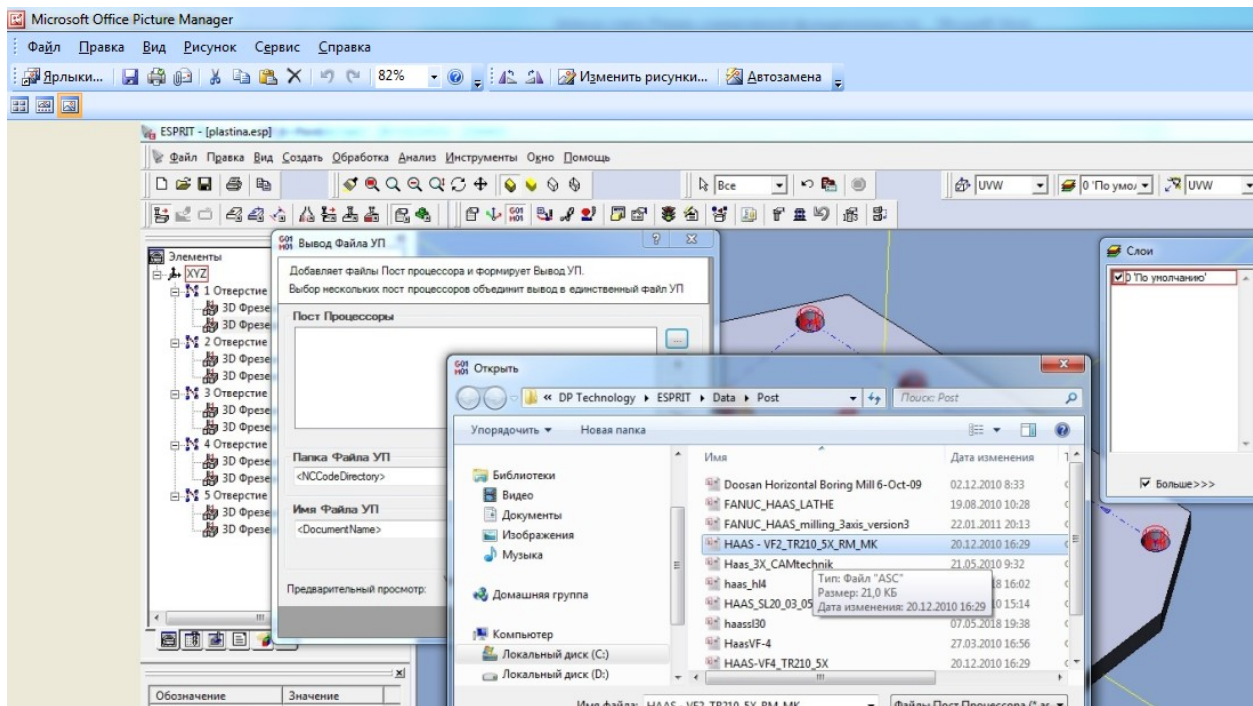 Microsoft Office Picture Manager
Файл Правка Вид Рисунок Сервис Справка
Ярлыки... 82% Изменить рисунки... Автозамена
ESPRIT - [plastina.esp]
Файл Правка Вид Создать Обработка Анализ Инструменты Окно Помощь
Все UVW 0 'По умол UVW
Элементы
XYZ
1 Отверстие
3D Фрезе
3D Фрезе
2 Отверстие
3D Фрезе
3D Фрезе
3 Отверстие
3D Фрезе
3D Фрезе
4 Отверстие
3D Фрезе
3D Фрезе
5 Отверстие
3D Фрезе
3D Фрезе
Обозначение Значение
G01 M01 Вывод Файла УП
Добавляет файлы Пост процессора и формирует Вывод УП.
Выбор нескольких пост процессоров объединит вывод в единственный файл УП
Пост Процессоры
...
Папка Файла УП
<NCCodeDirectory>
Имя Файла УП
<DocumentName>
Предварительный просмотр:
G01 M01 Открыть
« DP Technology ESPRIT Data Post Поиск: Post
Упорядочить Новая папка
Библиотеки
Видео
Документы
Изображения
Музыка
Домашняя группа
Компьютер
Локальный диск (C:)
Локальный диск (D:)
Имя Дата изменения
Doosan Horizontal Boring Mill 6-Oct-09 02.12.2010 8:33
FANUC_HAAS_LATHE 19.08.2010 10:28
FANUC_HAAS_milling_3axis_version3 22.01.2011 20:13
HAAS - VF2_TR210_5X_RM_MK 20.12.2010 16:29
Haas_3X_CAMtechnik 21.05.2010 9:32
haas_hl4 8 16:02
HAAS_SL20_03_05 0 15:14
haassl30 07.05.2018 19:38
HaasVF-4 27.03.2010 16:56
HAAS-VF4_TR210_5X 20.12.2010 16:29
Тип: Файл "ASC"
Размер: 21,0 КБ
Дата изменения: 20.12.2010 16:29
Имя файла: HAAS - VF2_TR210_5X_RM_MK Файлы Пост Процессора (*.as
Слои
0 'По умолчанию'
Больше>>>